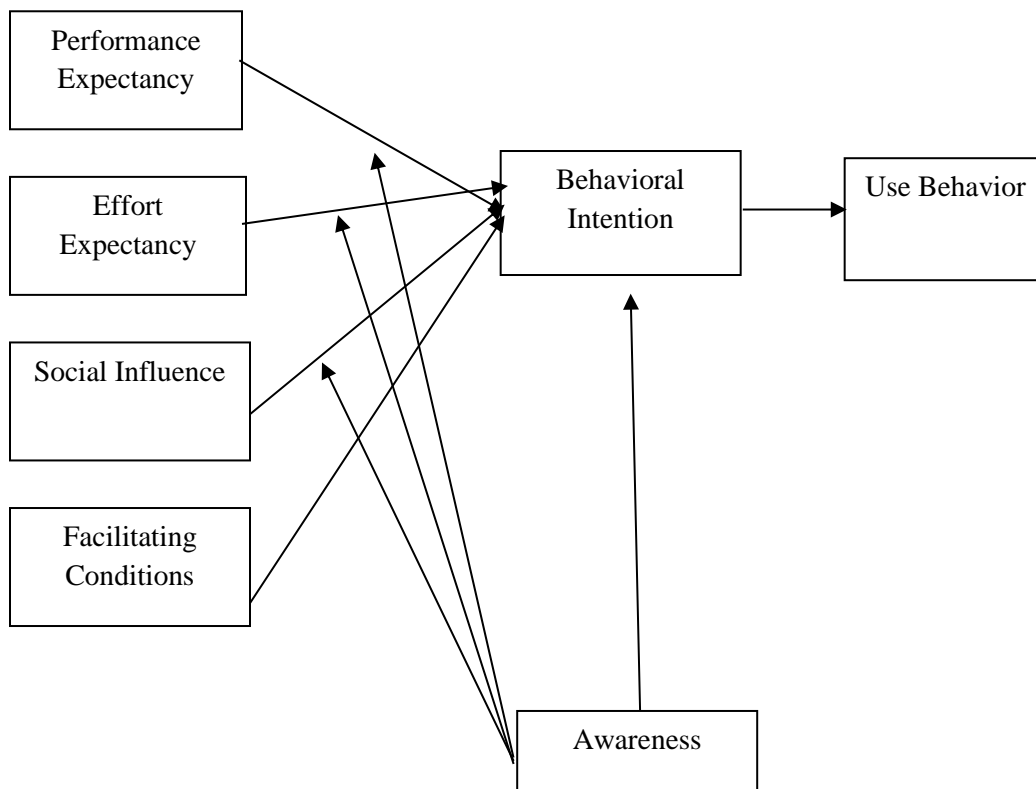 Performance
Expectancy
Effort
Expectancy
Social Influence
Facilitating
Conditions
Behavioral
Intention
Use Behavior
Awareness